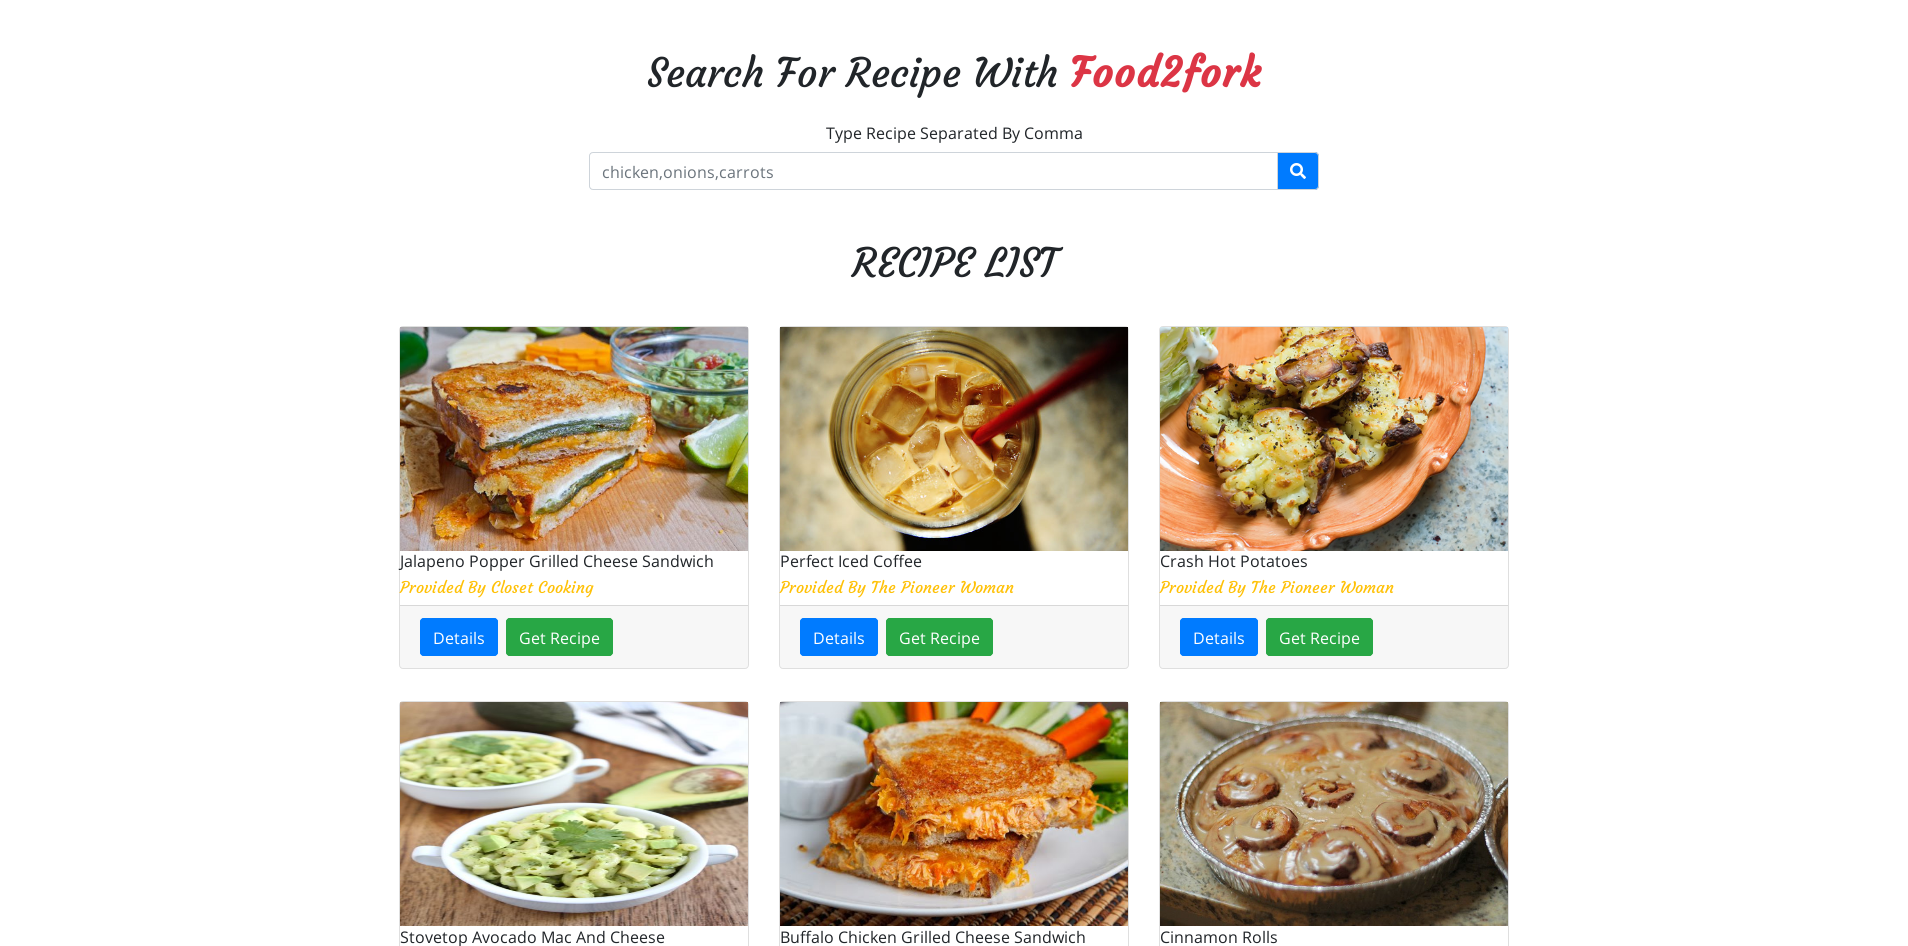 Search For Recipe With Food2fork
Type Recipe Separated By Comma
chicken,onions,carrots
RECIPE LIST
Jalapeno Popper Grilled Cheese Sandwich
Provided By Closet Cooking
Details Get Recipe
Perfect Iced Coffee
Provided By The Pioneer Woman
Details Get Recipe
Crash Hot Potatoes
Provided By The Pioneer Woman
Details Get Recipe
Stovetop Avocado Mac And Cheese
Buffalo Chicken Grilled Cheese Sandwich
Cinnamon Rolls